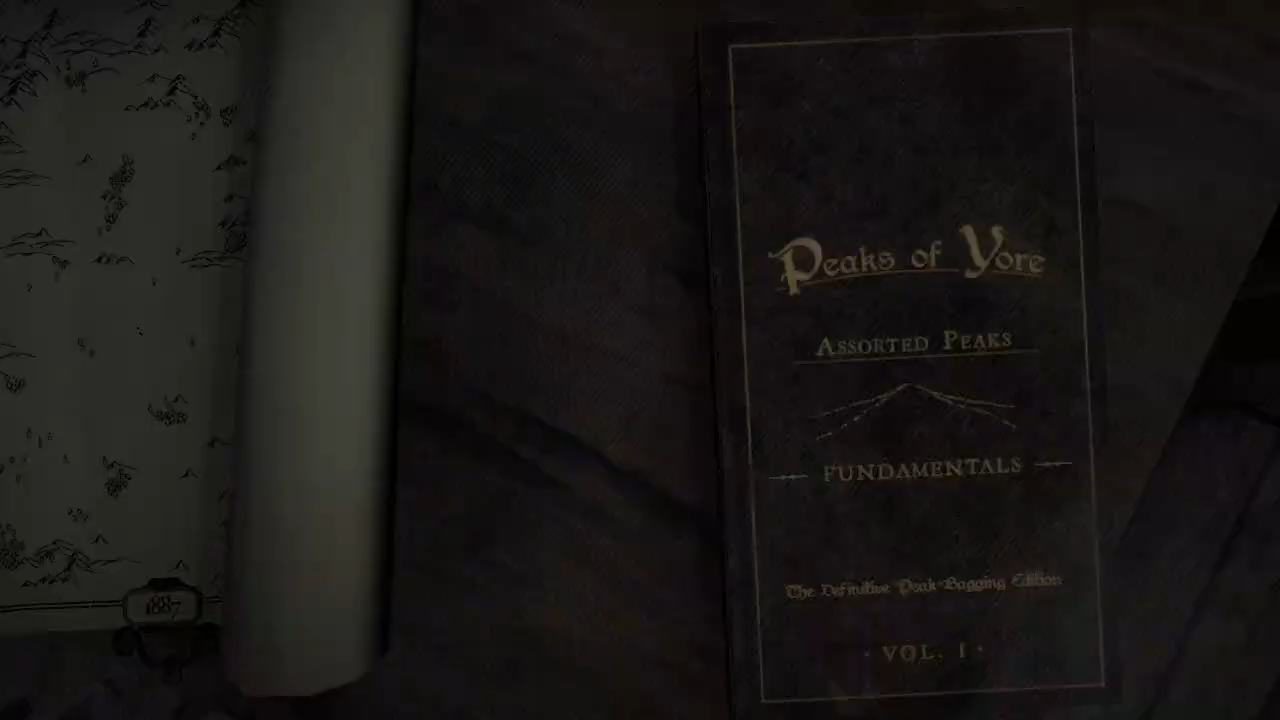 Peaks of Yore
ASSORTED PEAKS
FUNDAMENTALS
The Definitive Peak-Bagging Edition
· VOL. I ·
1887